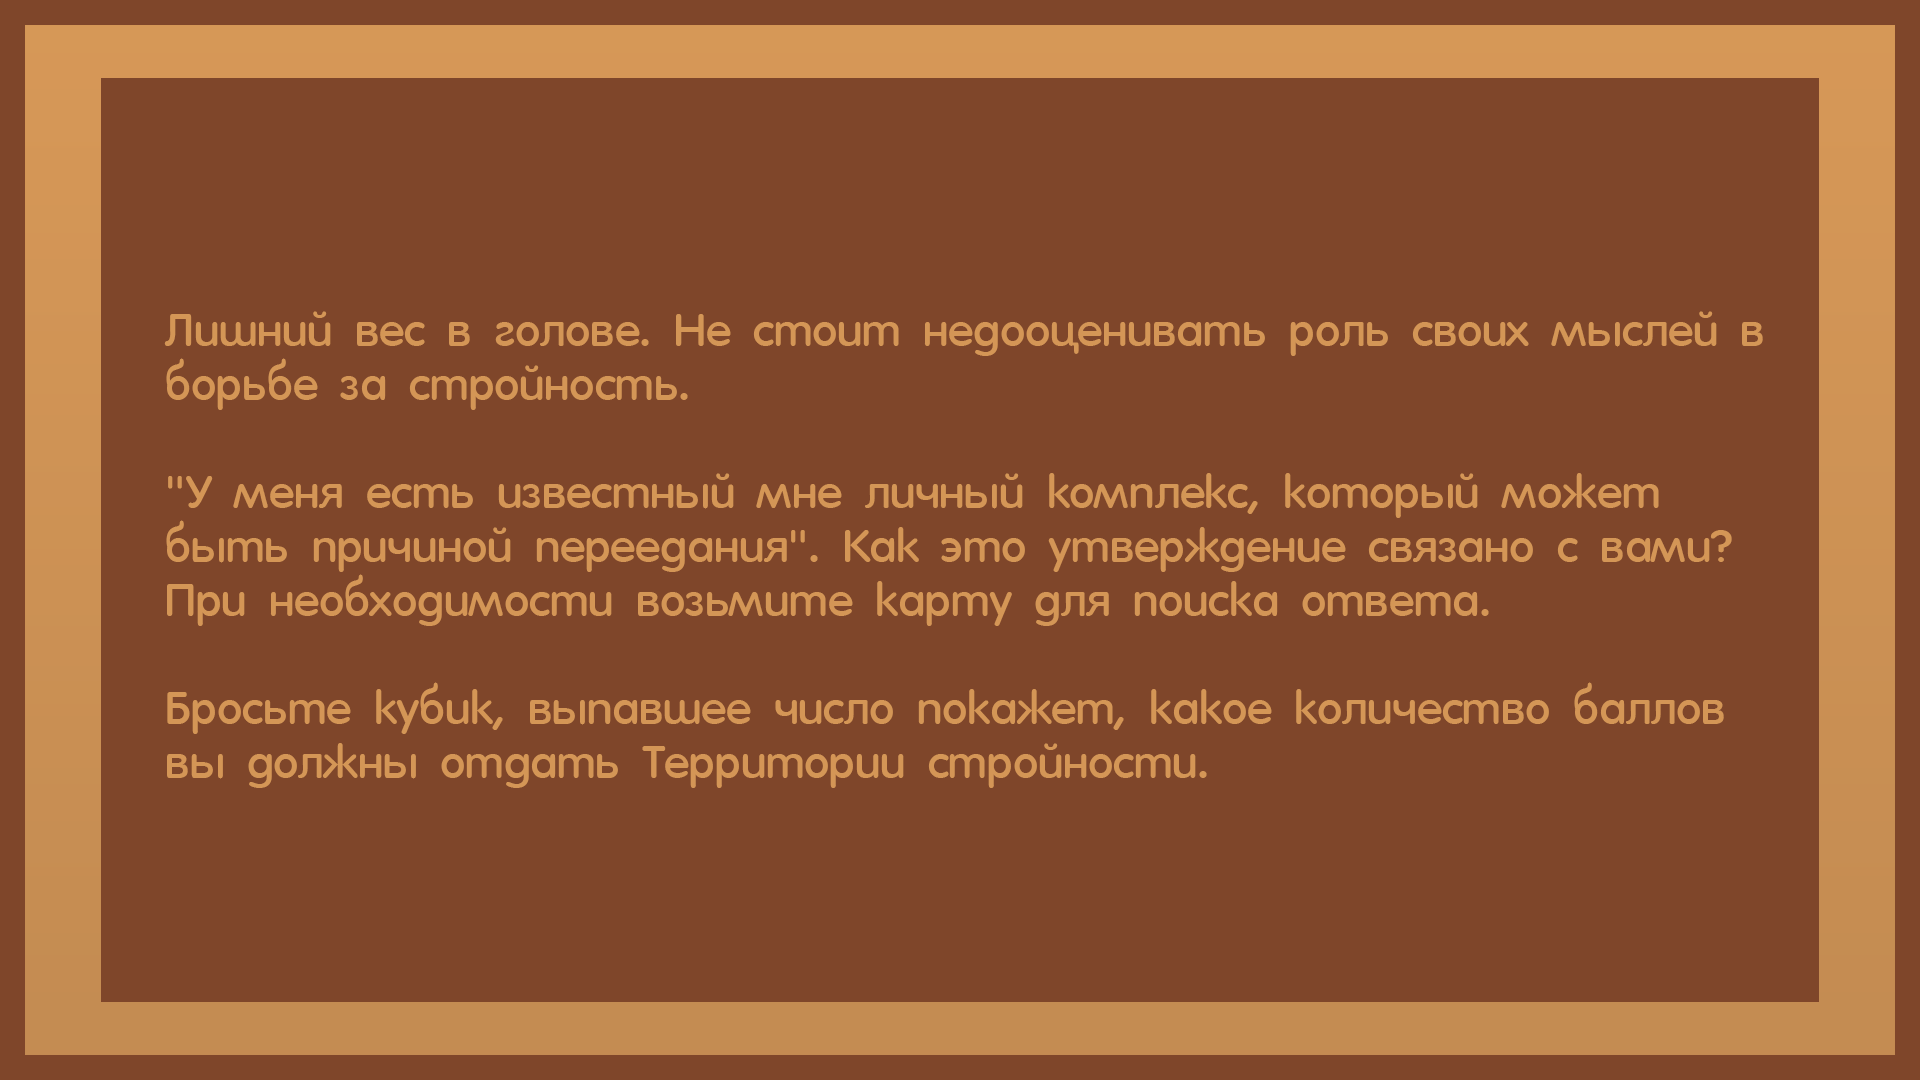 Лишний вес в голове. Не стоит недооценивать роль своих мыслей в
борьбе за стройность.
"У меня есть известный мне личный комплекс, который может
быть причиной переедания". Как это утверждение связано с вами?
При необходимости возьмите карту для поиска ответа.
Бросьте кубик, выпавшее число покажет, какое количество баллов
вы должны отдать Территории стройности.